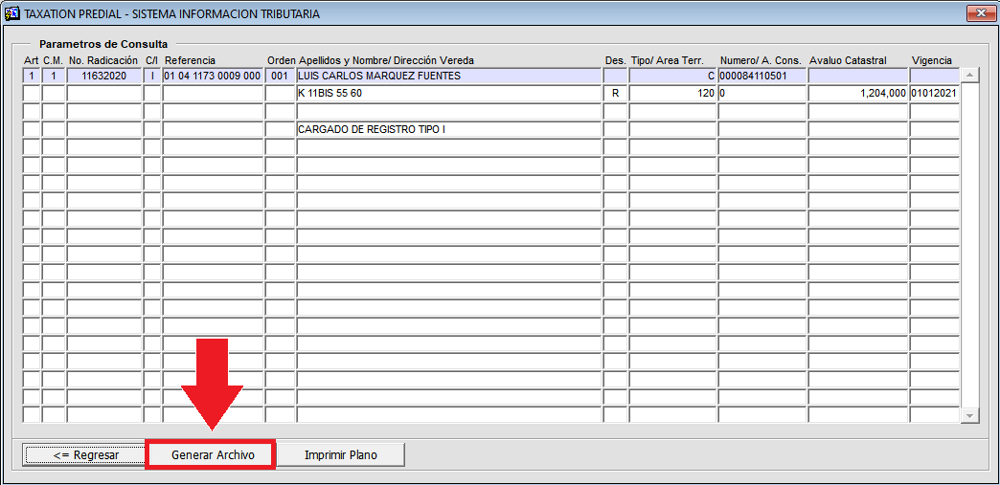 TAXATION PREDIAL - SISTEMA INFORMACION TRIBUTARIA
Parametros de Consulta
Art C.M. No. Radicación C/I Referencia Orden Apellidos y Nombre/ Dirección Vereda Des. Tipo/ Area Terr. Numero/ A. Cons. Avaluo Catastral Vigencia
1 1 11632020 I 01 04 1173 0009 000 001 LUIS CARLOS MARQUEZ FUENTES C 000084110501
K 11BIS 55 60 R 120 0 1,204,000 01012021
CARGADO DE REGISTRO TIPO I
<= Regresar Generar Archivo Imprimir Plano